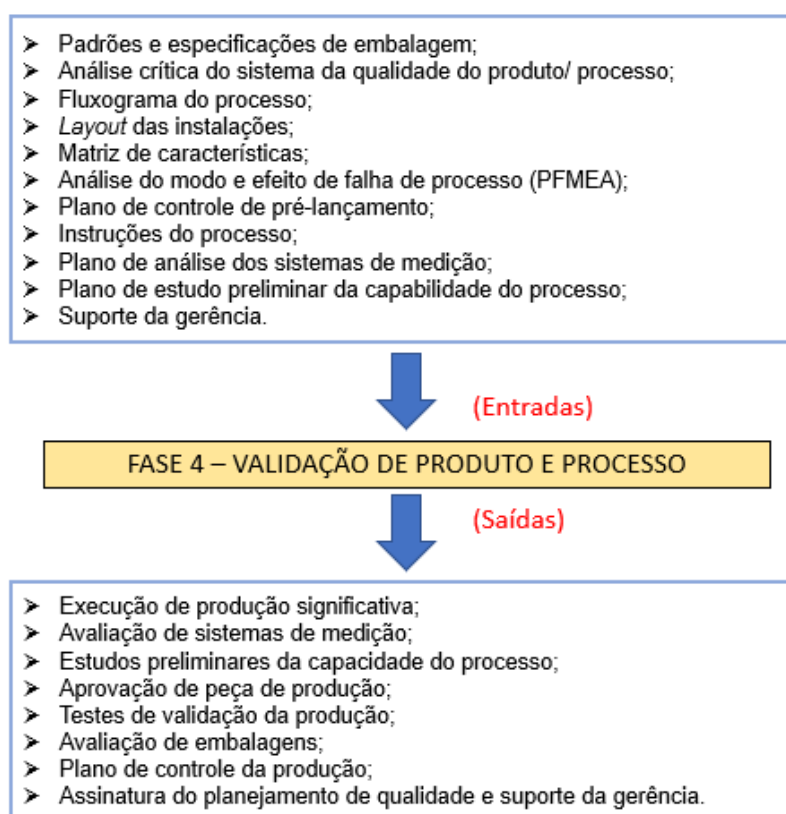 ➤ Padrões e especificações de embalagem;
➤ Análise crítica do sistema da qualidade do produto/ processo;
➤ Fluxograma do processo;
➤ Layout das instalações;
➤ Matriz de características;
➤ Análise do modo e efeito de falha de processo (PFMEA);
➤ Plano de controle de pré-lançamento;
➤ Instruções do processo;
➤ Plano de análise dos sistemas de medição;
➤ Plano de estudo preliminar da capabilidade do processo;
➤ Suporte da gerência.
(Entradas)
FASE 4 – VALIDAÇÃO DE PRODUTO E PROCESSO
(Saídas)
➤ Execução de produção significativa;
➤ Avaliação de sistemas de medição;
➤ Estudos preliminares da capacidade do processo;
➤ Aprovação de peça de produção;
➤ Testes de validação da produção;
➤ Avaliação de embalagens;
➤ Plano de controle da produção;
➤ Assinatura do planejamento de qualidade e suporte da gerência.